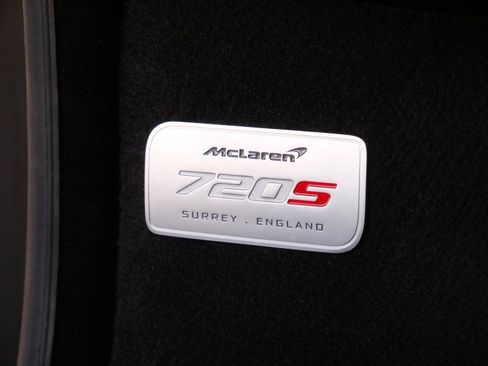 McLaren
720S
SURREY . ENGLAND